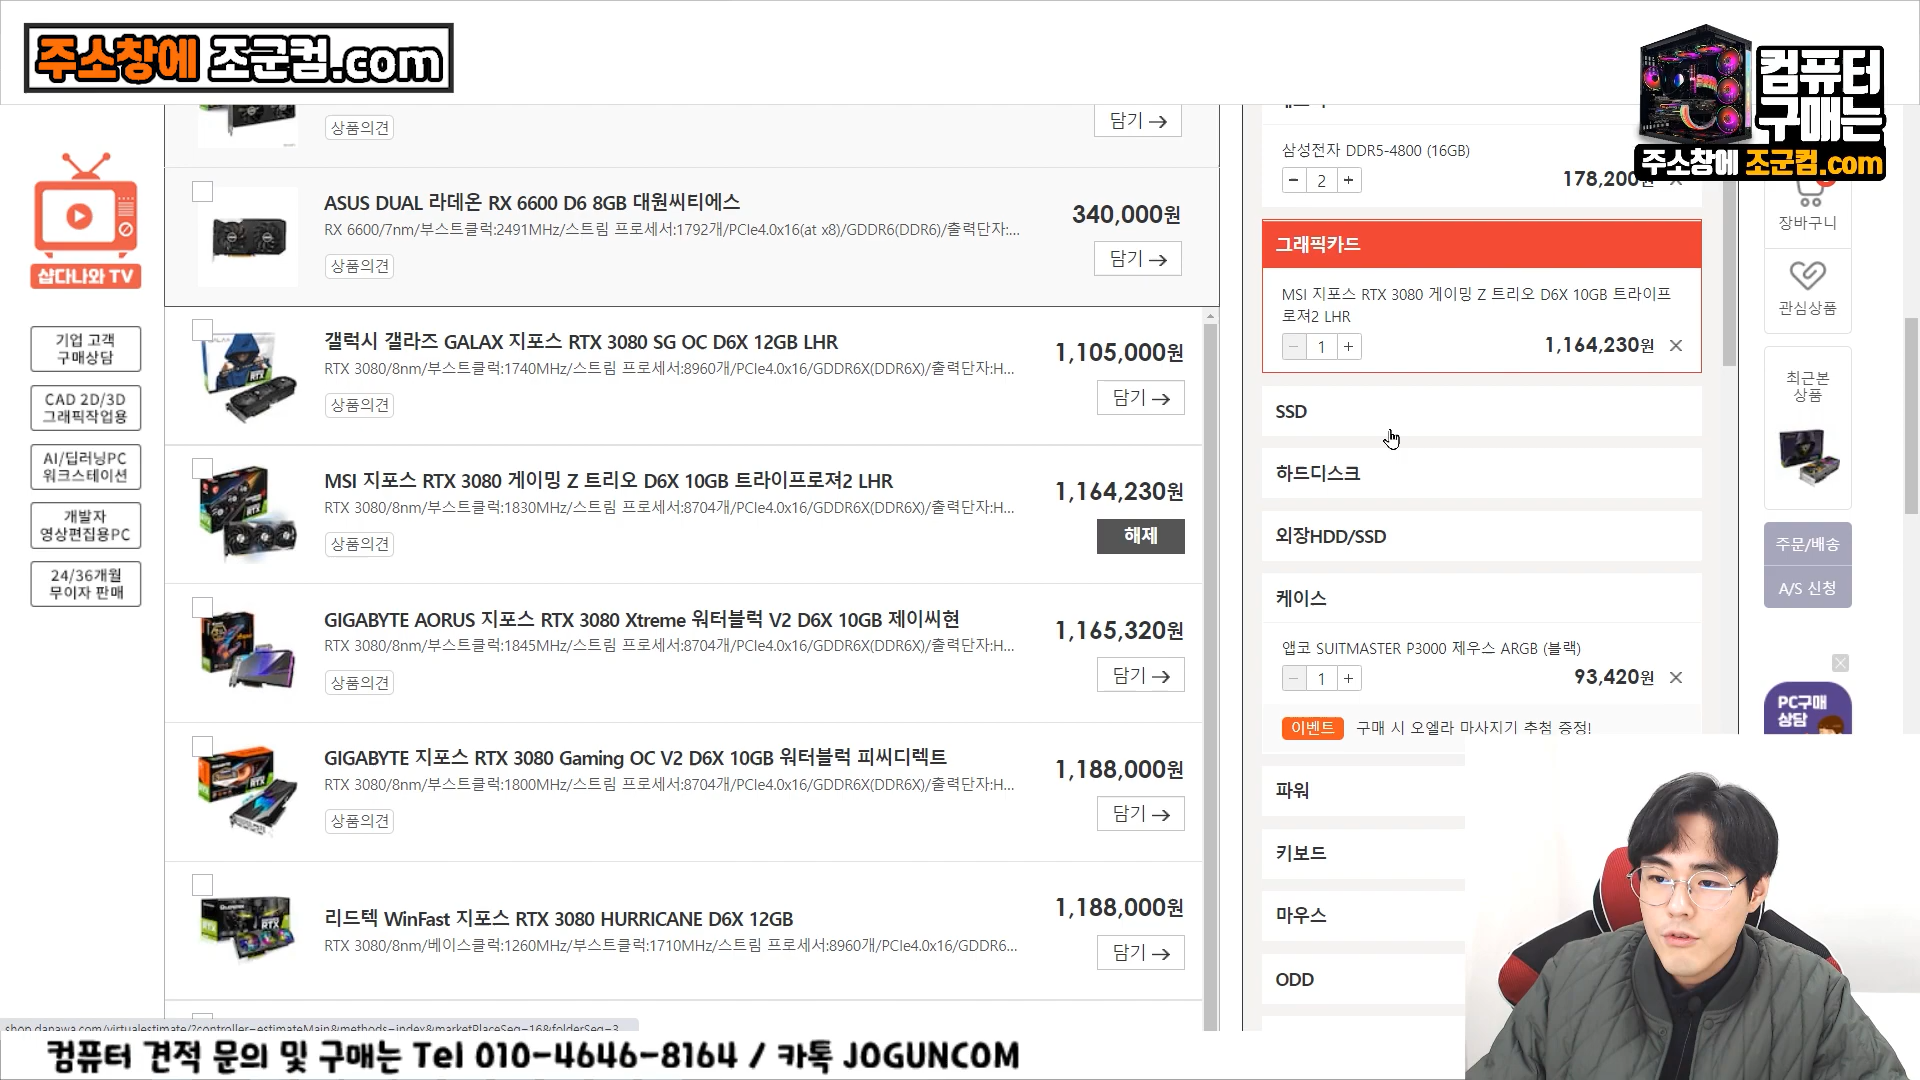 주소창에 조군컴.com
컴퓨터
구매는
주소창에 조군컴.com
샵다나와 TV
기업 고객
구매상담
CAD 2D/3D
그래픽작업용
AI/딥러닝PC
워크스테이션
개발자
영상편집용PC
24/36개월
무이자 판매
상품의견
담기 →
ASUS DUAL 라데온 RX 6600 D6 8GB 대원씨티에스
RX 6600/7nm/부스트클럭:2491MHz/스트림 프로세서:1792개/PCIe4.0x16(at x8)/GDDR6(DDR6)/출력단자:...
상품의견
340,000원
담기 →
갤럭시 갤라즈 GALAX 지포스 RTX 3080 SG OC D6X 12GB LHR
RTX 3080/8nm/부스트클럭:1740MHz/스트림 프로세서:8960개/PCIe4.0x16/GDDR6X(DDR6X)/출력단자:H...
상품의견
1,105,000원
담기 →
MSI 지포스 RTX 3080 게이밍 Z 트리오 D6X 10GB 트라이프로져2 LHR
RTX 3080/8nm/부스트클럭:1830MHz/스트림 프로세서:8704개/PCIe4.0x16/GDDR6X(DDR6X)/출력단자:H...
상품의견
1,164,230원
해제
GIGABYTE AORUS 지포스 RTX 3080 Xtreme 워터블럭 V2 D6X 10GB 제이씨현
RTX 3080/8nm/부스트클럭:1845MHz/스트림 프로세서:8704개/PCIe4.0x16/GDDR6X(DDR6X)/출력단자:H...
상품의견
1,165,320원
담기 →
GIGABYTE 지포스 RTX 3080 Gaming OC V2 D6X 10GB 워터블럭 피씨디렉트
RTX 3080/8nm/부스트클럭:1800MHz/스트림 프로세서:8704개/PCIe4.0x16/GDDR6X(DDR6X)/출력단자:H...
상품의견
1,188,000원
담기 →
리드텍 WinFast 지포스 RTX 3080 HURRICANE D6X 12GB
RTX 3080/8nm/베이스클럭:1260MHz/부스트클럭:1710MHz/스트림 프로세서:8960개/PCIe4.0x16/GDDR6...
1,188,000원
담기 →
삼성전자 DDR5-4800 (16GB)
- 2 +
178,200원
그래픽카드
MSI 지포스 RTX 3080 게이밍 Z 트리오 D6X 10GB 트라이프
로져2 LHR
- 1 +
1,164,230원 ×
SSD
하드디스크
외장HDD/SSD
케이스
앱코 SUITMASTER P3000 제우스 ARGB (블랙)
- 1 +
93,420원 ×
이벤트 구매 시 오엘라 마사지기 추첨 증정!
파워
키보드
마우스
ODD
장바구니
관심상품
최근본
상품
주문/배송
A/S 신청
PC구매
상담
shop.danawa.com/virtualestimate/?controller=estimateMain&methods=index&marketPlaceSeq=16&folderSeq=3
컴퓨터 견적 문의 및 구매는 Tel 010-4646-8164 / 카톡 JOGUNCOM